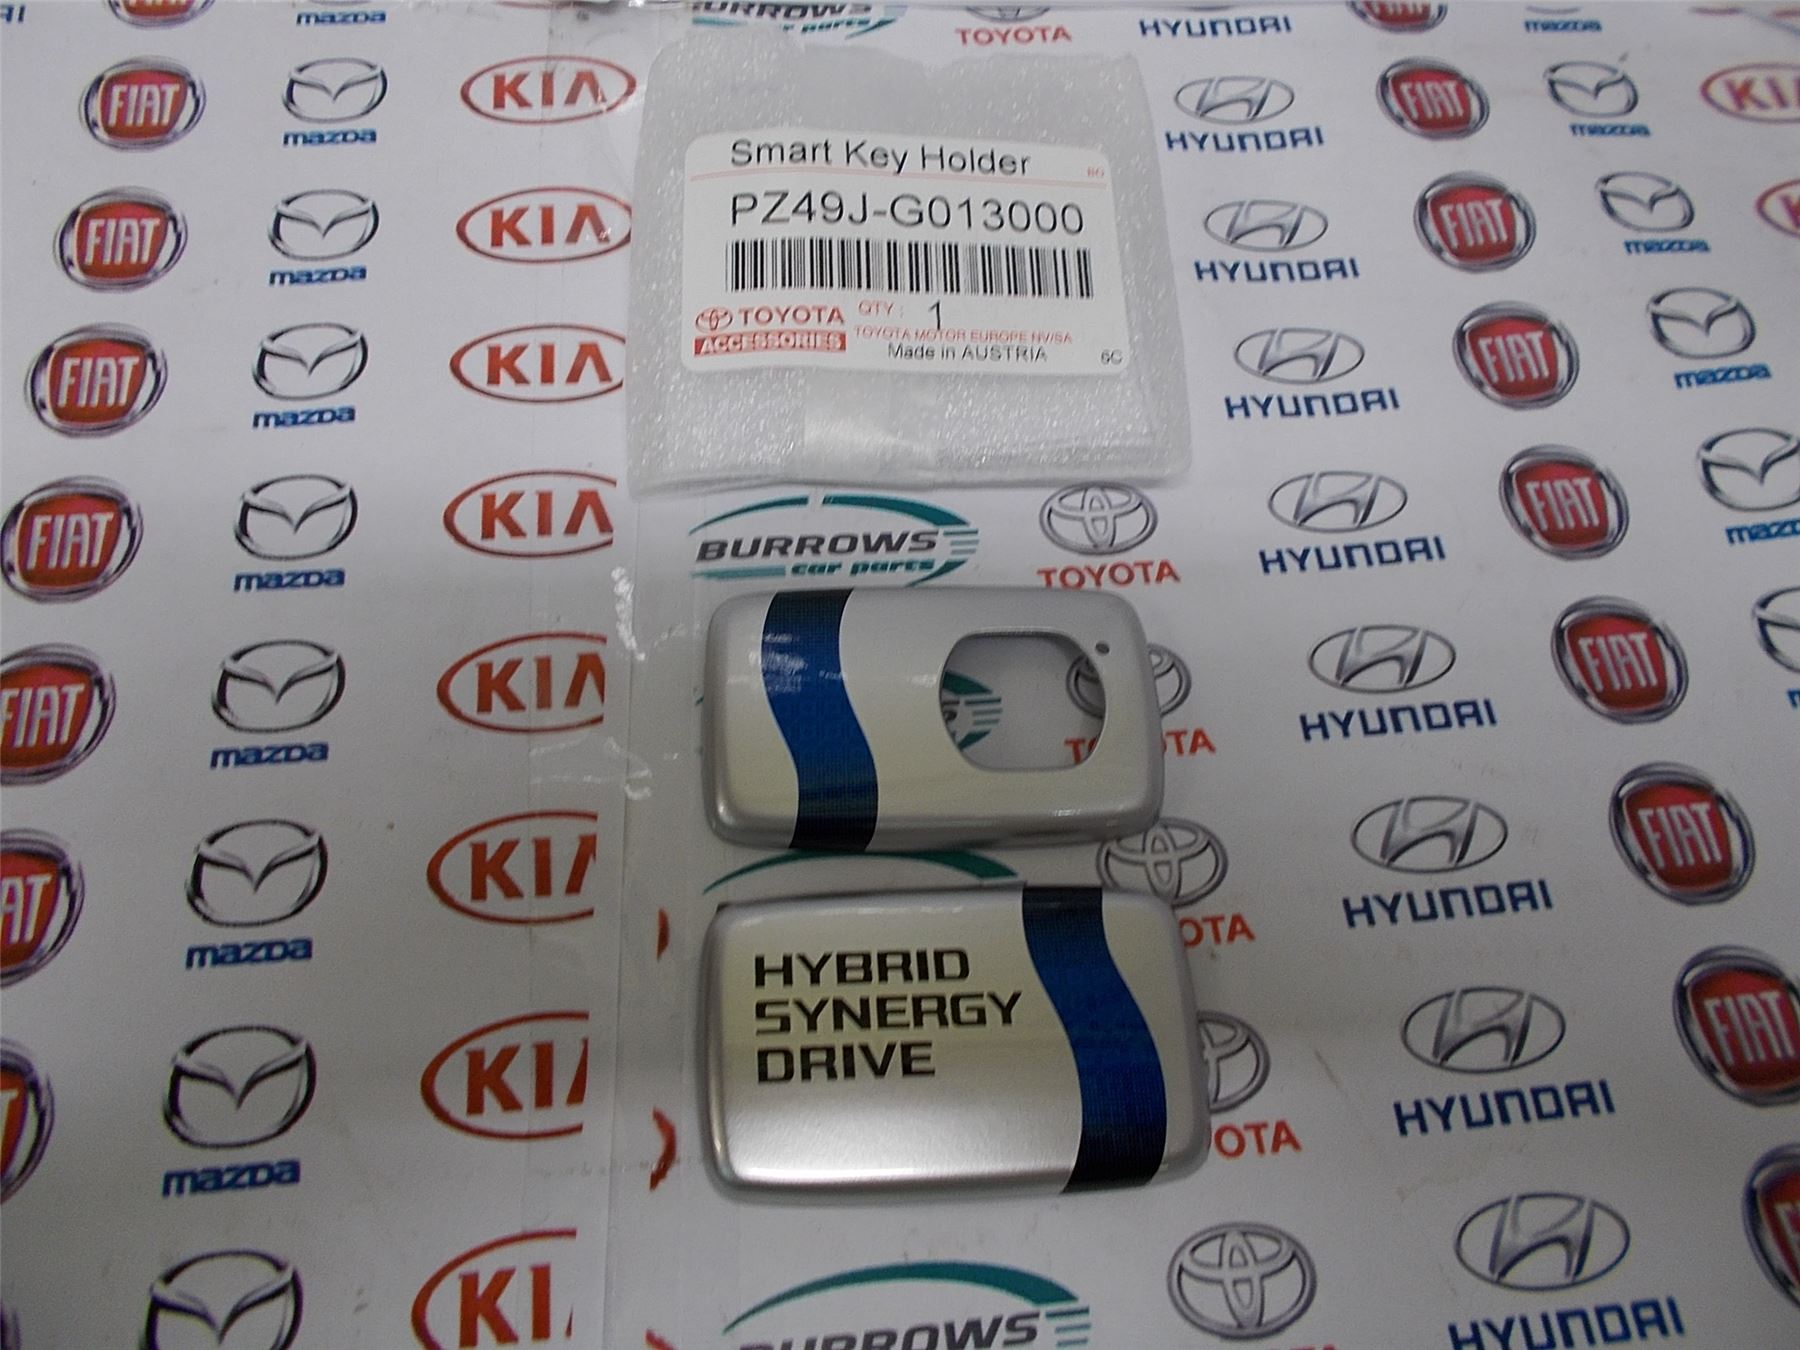 Smart Key Holder
PZ49J-G013000
TOYOTA
QTY : 1
ACCESSORIES
TOYOTA MOTOR EUROPE NV/SA
Made in AUSTRIA
6C
HYBRID
SYNERGY
DRIVE
BURROWS
car parts
TOYOTA
HYUNDAI
FIAT
mazda
KIA